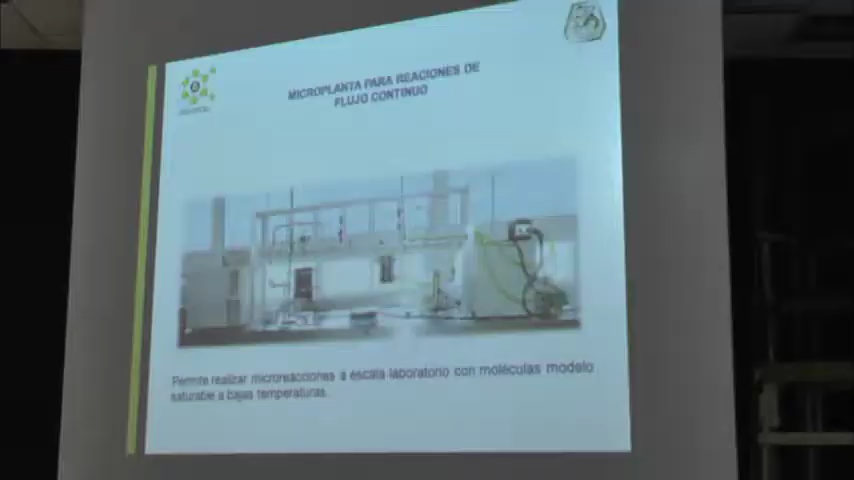 MICROPLANTA PARA REACIONES DE
FLUJO CONTINUO
Permite realizar microreacciones a escala laboratorio con moléculas modelo
saturable a bajas temperaturas.